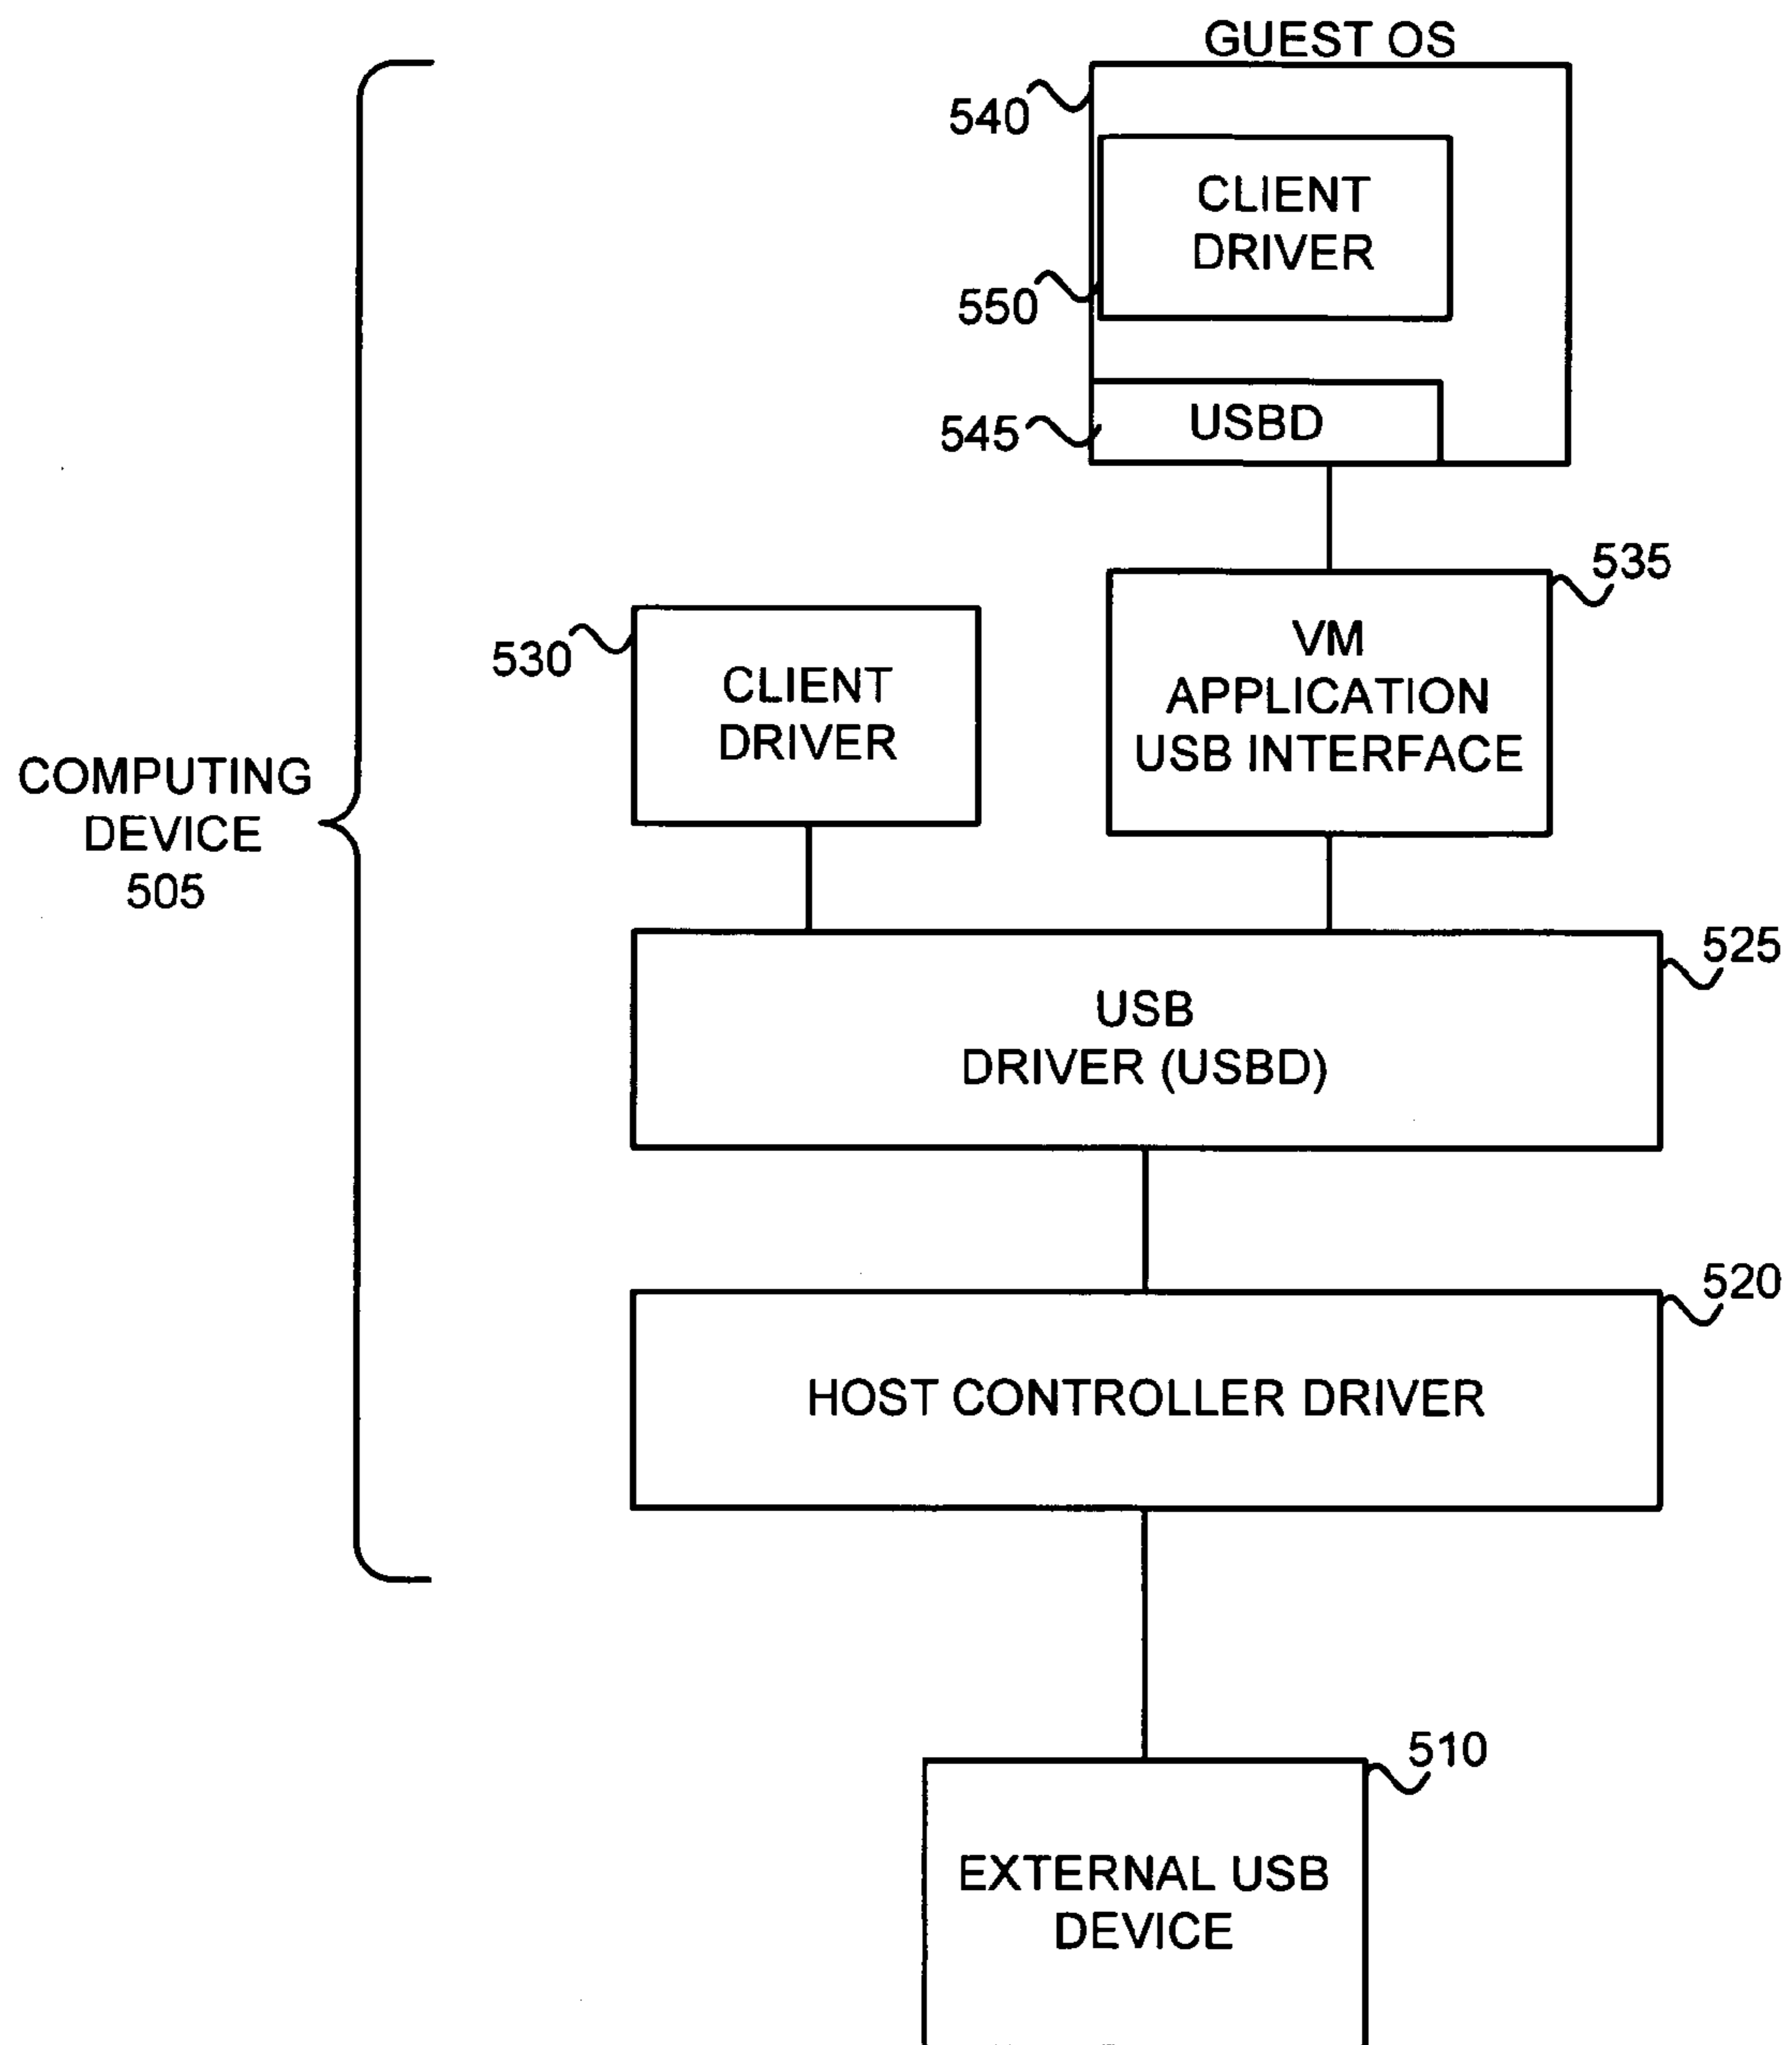 GUEST OS
540
CLIENT
DRIVER
550
545
USBD
535
530
CLIENT
DRIVER
VM
APPLICATION
USB INTERFACE
COMPUTING
DEVICE
505
525
USB
DRIVER (USBD)
520
HOST CONTROLLER DRIVER
510
EXTERNAL USB
DEVICE